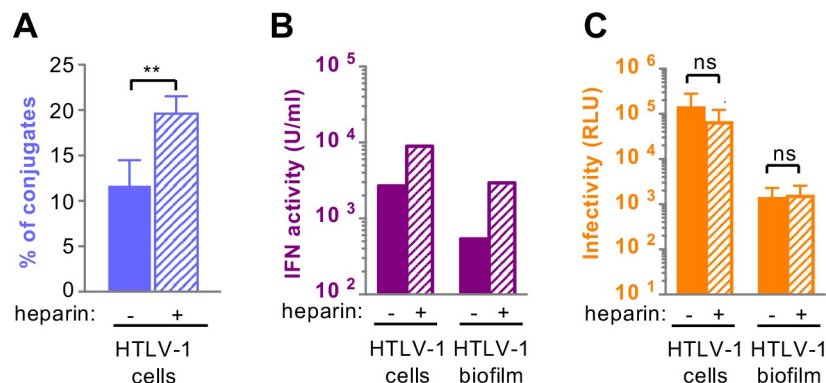 A
% of conjugates
25
20
15
10
15
0
**
heparin: - +
HTLV-1
cells
B
IFN activity (U/ml)
10 5
10 4
10 3
10 2
heparin: - + - +
HTLV-1 HTLV-1
cells biofilm
C
Infectivity (RLU)
10 6
10 5
10 4
10 3
10 2
10 1
ns
ns
heparin: - + - +
HTLV-1 HTLV-1
cells biofilm